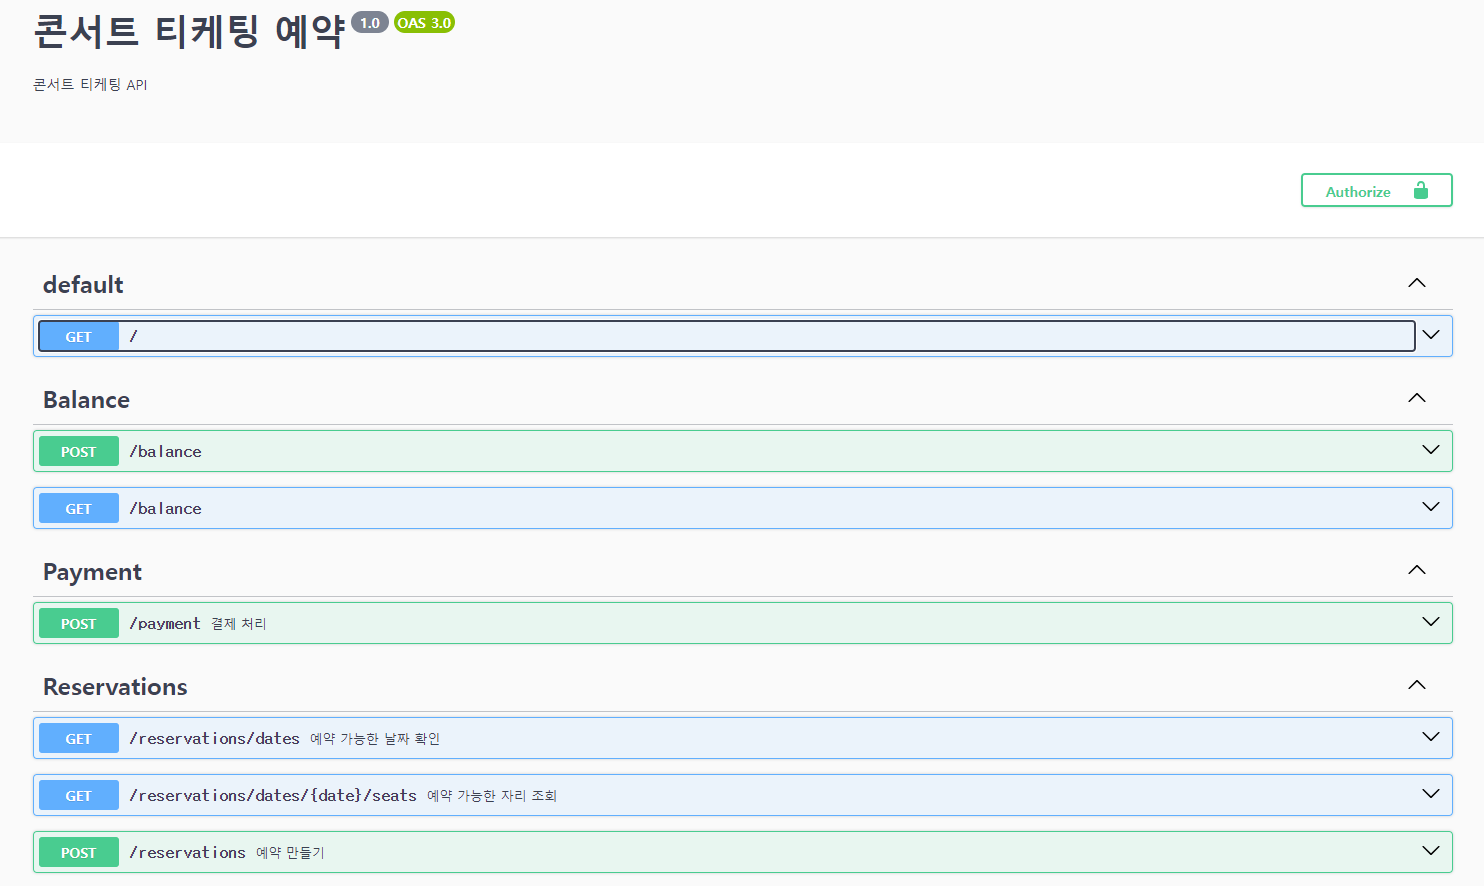 콘서트 티케팅 예약 1.0 OAS 3.0
콘서트 티케팅 API
Authorize
default
GET /
Balance
POST /balance
GET /balance
Payment
POST /payment 결제 처리
Reservations
GET /reservations/dates 예약 가능한 날짜 확인
GET /reservations/dates/{date}/seats 예약 가능한 자리 조회
POST /reservations 예약 만들기